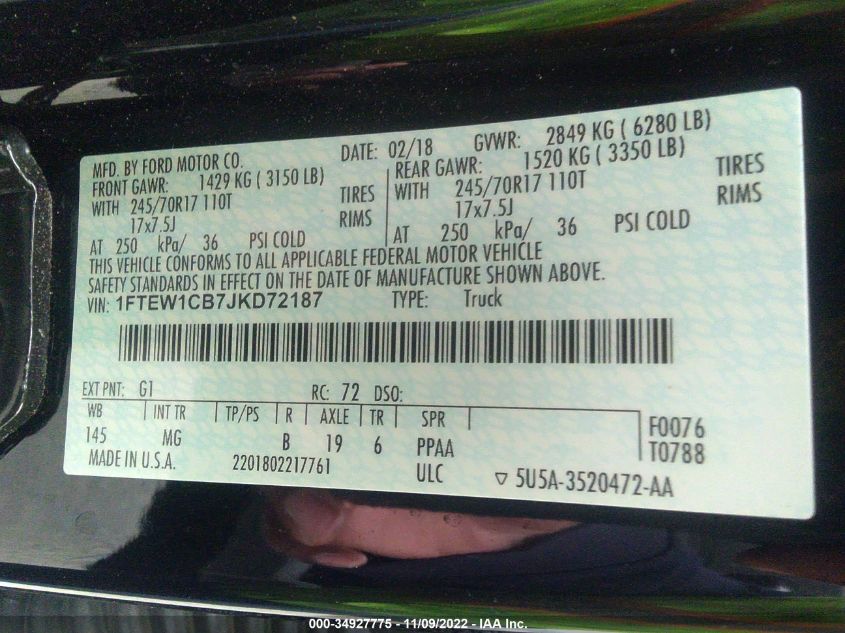 MFD. BY FORD MOTOR CO. DATE: 02/18 GVWR: 2849 KG ( 6280 LB)
FRONT GAWR: 1429 KG ( 3150 LB) REAR GAWR: 1520 KG ( 3350 LB)
WITH 245/70R17 110T TIRES WITH 245/70R17 110T TIRES
17x7.5J RIMS 17x7.5J RIMS
AT 250 kPa/ 36 PSI COLD AT 250 kPa/ 36 PSI COLD
THIS VEHICLE CONFORMS TO ALL APPLICABLE FEDERAL MOTOR VEHICLE
SAFETY STANDARDS IN EFFECT ON THE DATE OF MANUFACTURE SHOWN ABOVE.
VIN: 1FTEW1CB7JKD72187 TYPE: Truck
EXT PNT: G1 RC: 72 DSO:
WB INT TR TP/PS R AXLE TR SPR F0076
145 MG B 19 6 PPAA T0788
MADE IN U.S.A. 2201802217761 ULC ▽ 5U5A-3520472-AA
000-34927775 - 11/09/2022 - IAA Inc.